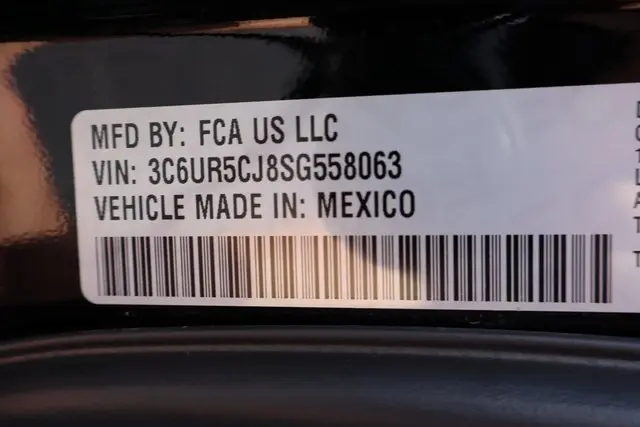 MFD BY: FCA US LLC
VIN: 3C6UR5CJ8SG558063
VEHICLE MADE IN: MEXICO